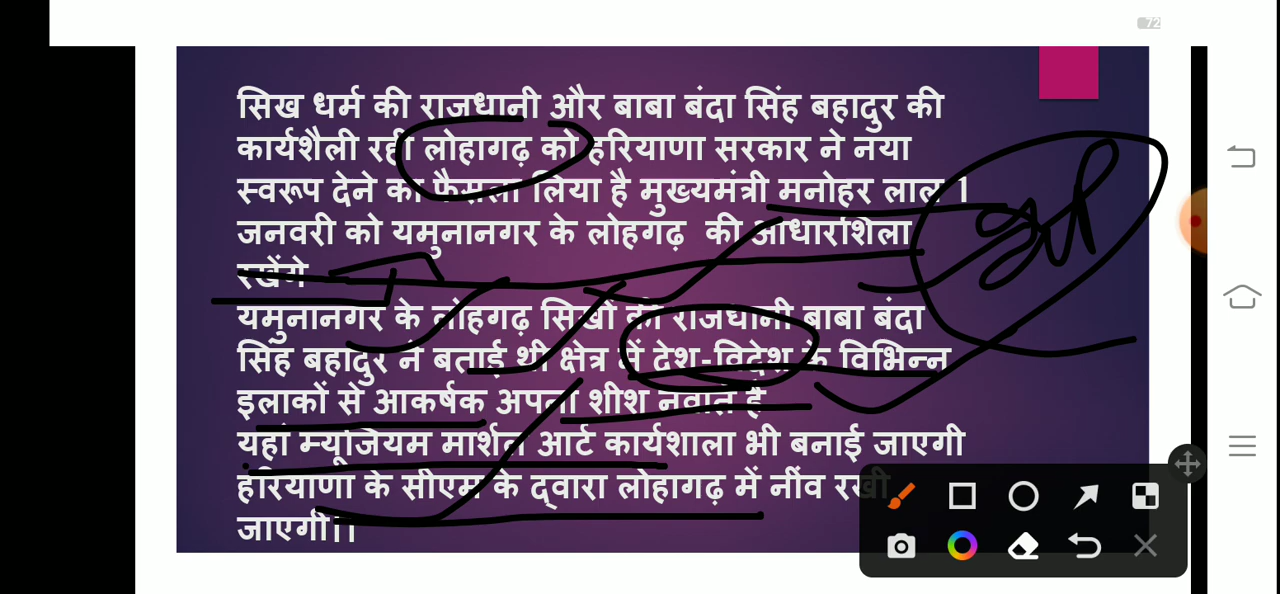 72
सिख धर्म की राजधानी और बाबा बंदा सिंह बहादुर की
कार्यशैली रही लोहागढ़ को हरियाणा सरकार ने नया
स्वरूप देने का फैसला लिया है मुख्यमंत्री मनोहर लाल 1
जनवरी को यमुनानगर के लोहगढ़ की आधारशिला
रखेंगे
यमुनानगर के लोहगढ़ सिखों की राजधानी बाबा बंदा
सिंह बहादुर ने बताई थी क्षेत्र में देश-विदेश के विभिन्न
इलाकों से आकर्षक अपना शीश नवाते हैं
यहां म्यूजियम मार्शल आर्ट कार्यशाला भी बनाई जाएगी
हरियाणा के सीएम के द्वारा लोहागढ़ में नींव रखी
जाएगी।।